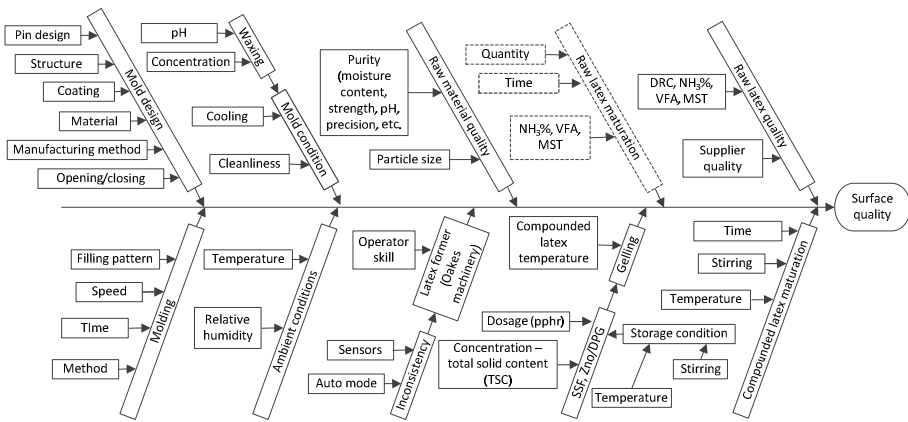 Pin design
Structure
Coating
Material
Manufacturing method
Opening/closing
Mold design
pH
Concentration
Waxing
Cooling
Cleanliness
Mold condition
Purity
(moisture
content,
strength, pH,
precision, etc.
Particle size
Raw material quality
Quantity
Time
NH₃%, VFA,
MST
Raw latex maturation
DRC, NH₃%,
VFA, MST
Supplier
quality
Raw latex quality
Surface
quality
Filling pattern
Speed
TIme
Method
Molding
Temperature
Relative
humidity
Ambient conditions
Operator
skill
Latex former
(Oakes
machinery)
Sensors
Auto mode
Inconsistency
Compounded
latex
temperature
Gelling
Dosage (pphr)
Concentration –
total solid content
(TSC)
SSF, Zno/DPG
Storage condition
Temperature
Stirring
Time
Stirring
Temperature
Compounded latex maturation